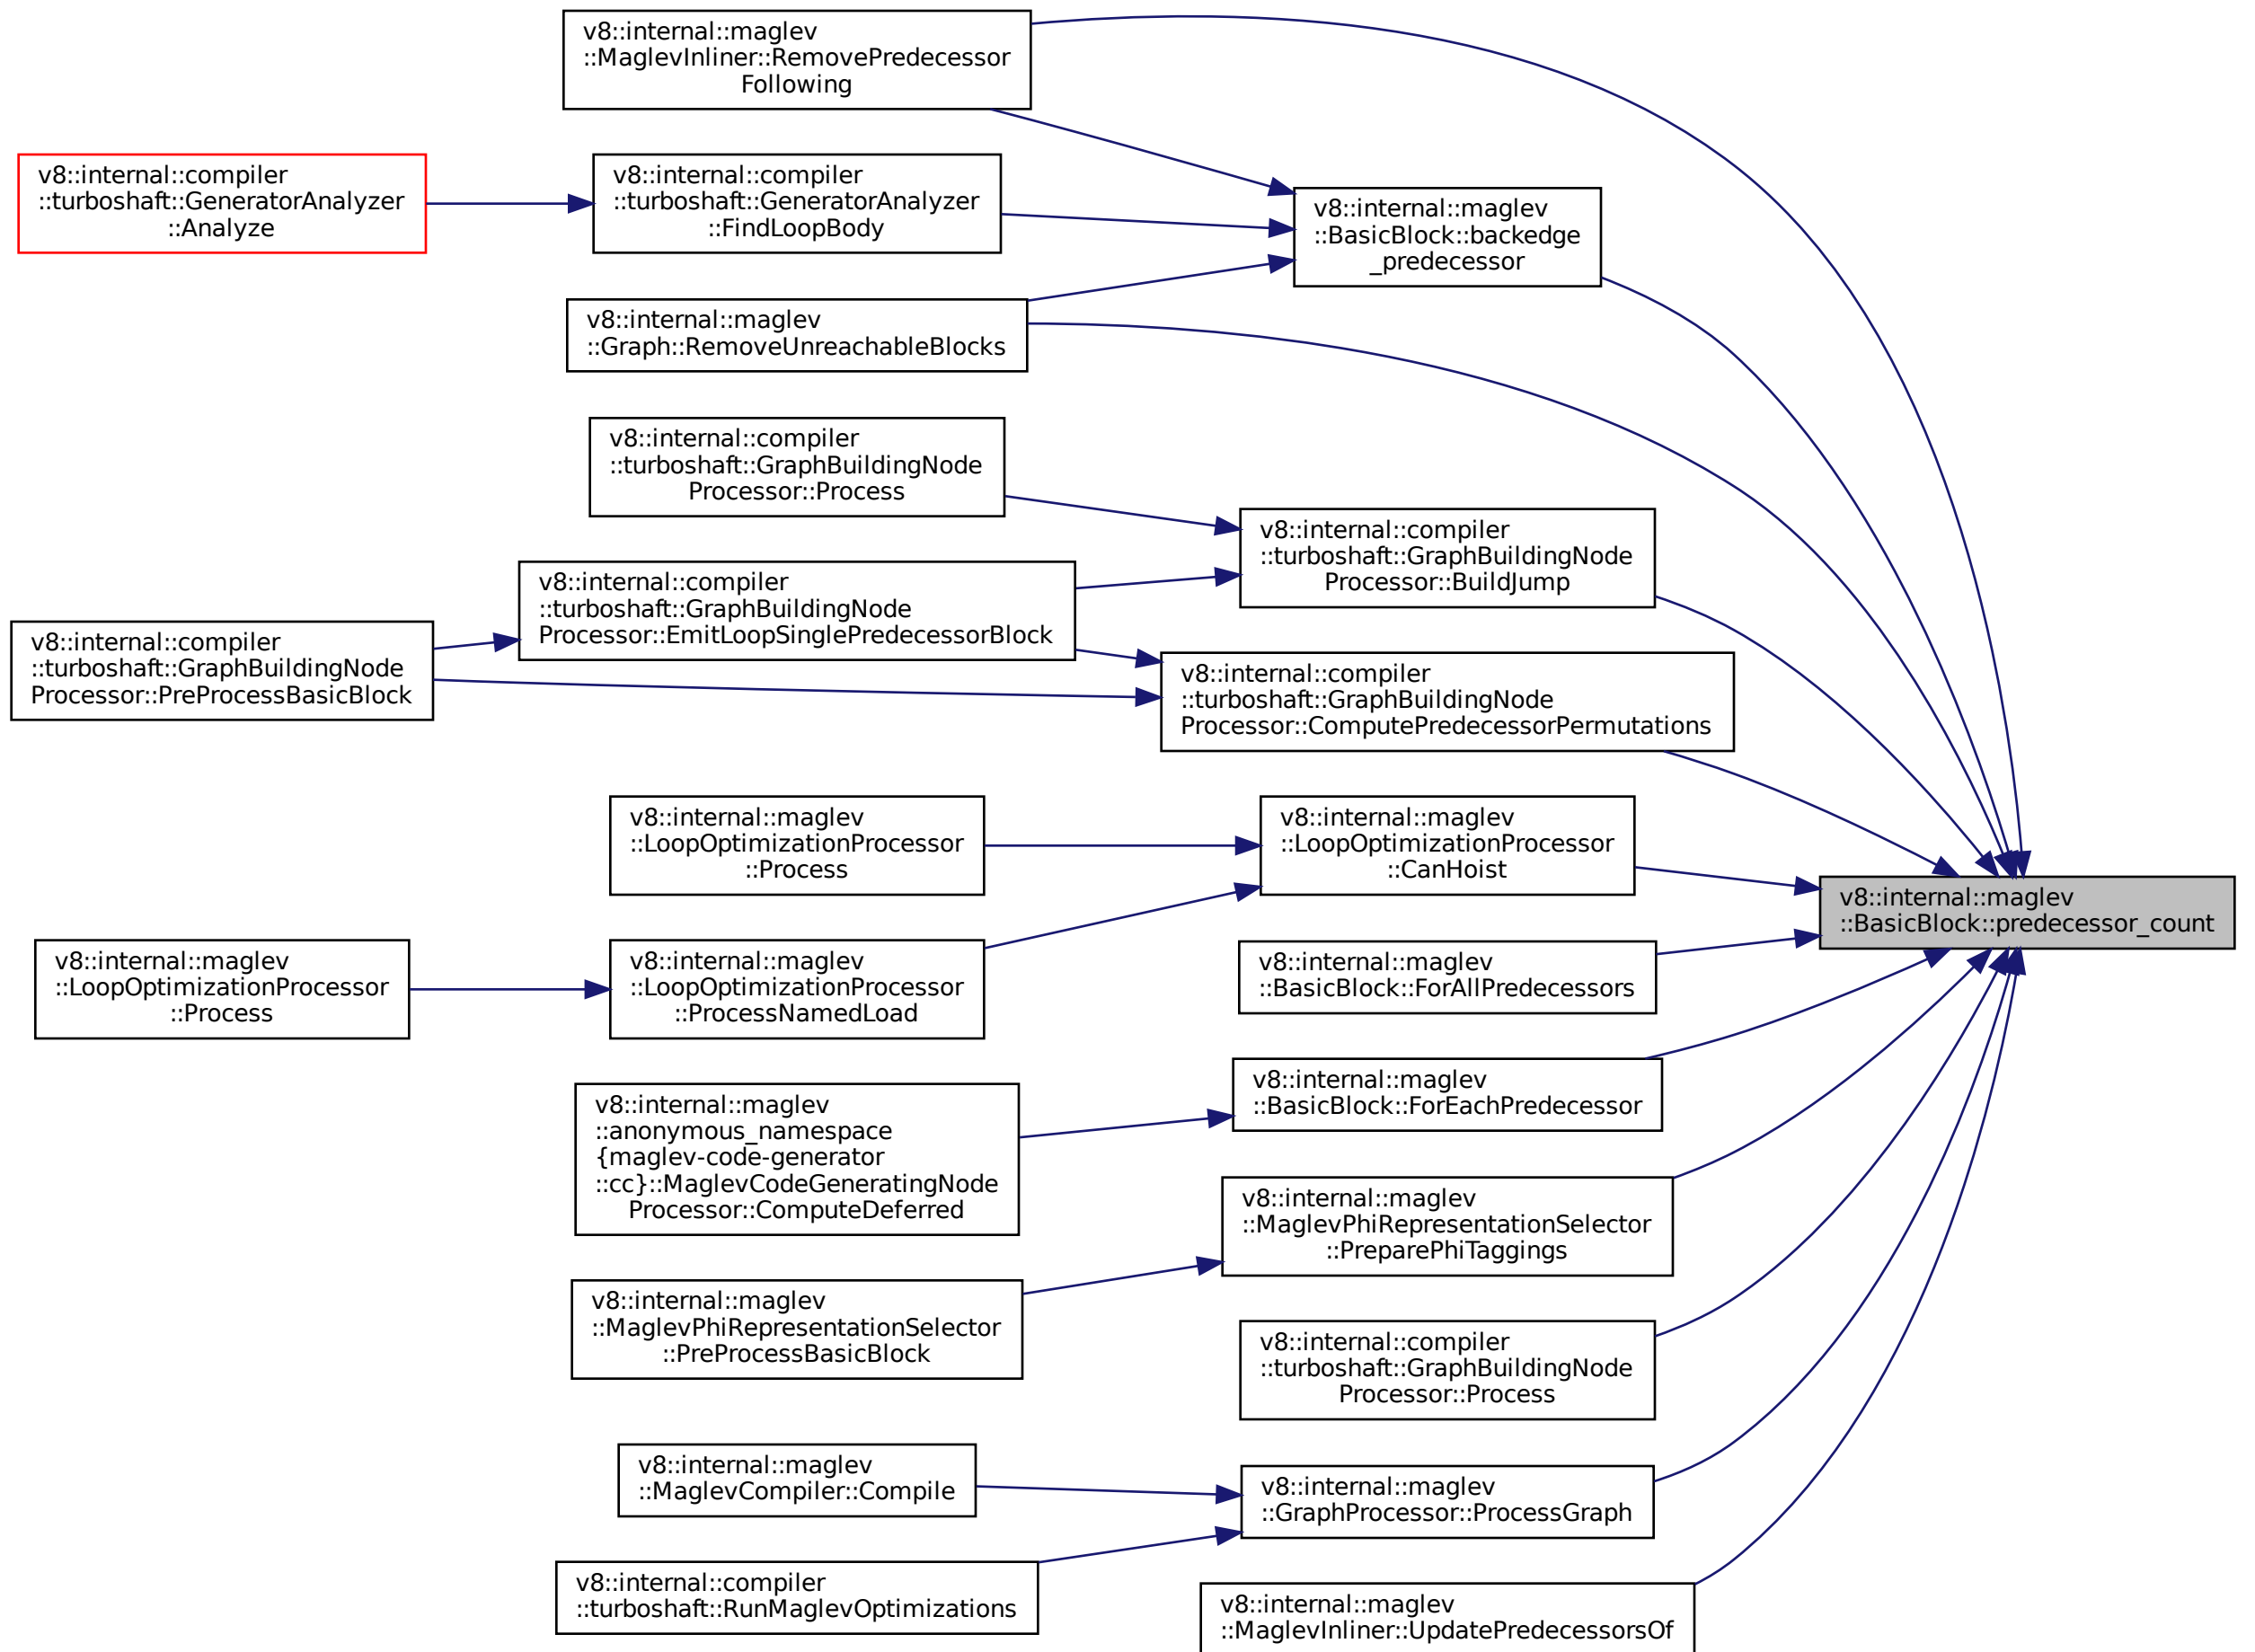 v8::internal::maglev
::MaglevInliner::RemovePredecessor
Following
v8::internal::compiler
::turboshaft::GeneratorAnalyzer
::Analyze
v8::internal::compiler
::turboshaft::GeneratorAnalyzer
::FindLoopBody
v8::internal::maglev
::BasicBlock::backedge
_predecessor
v8::internal::maglev
::Graph::RemoveUnreachableBlocks
v8::internal::compiler
::turboshaft::GraphBuildingNode
Processor::Process
v8::internal::compiler
::turboshaft::GraphBuildingNode
Processor::BuildJump
v8::internal::compiler
::turboshaft::GraphBuildingNode
Processor::EmitLoopSinglePredecessorBlock
v8::internal::compiler
::turboshaft::GraphBuildingNode
Processor::PreProcessBasicBlock
v8::internal::compiler
::turboshaft::GraphBuildingNode
Processor::ComputePredecessorPermutations
v8::internal::maglev
::LoopOptimizationProcessor
::Process
v8::internal::maglev
::LoopOptimizationProcessor
::CanHoist
v8::internal::maglev
::BasicBlock::predecessor_count
v8::internal::maglev
::LoopOptimizationProcessor
::Process
v8::internal::maglev
::LoopOptimizationProcessor
::ProcessNamedLoad
v8::internal::maglev
::BasicBlock::ForAllPredecessors
v8::internal::maglev
::BasicBlock::ForEachPredecessor
v8::internal::maglev
::anonymous_namespace
{maglev-code-generator
::cc}::MaglevCodeGeneratingNode
Processor::ComputeDeferred
v8::internal::maglev
::MaglevPhiRepresentationSelector
::PreparePhiTaggings
v8::internal::maglev
::MaglevPhiRepresentationSelector
::PreProcessBasicBlock
v8::internal::compiler
::turboshaft::GraphBuildingNode
Processor::Process
v8::internal::maglev
::MaglevCompiler::Compile
v8::internal::maglev
::GraphProcessor::ProcessGraph
v8::internal::compiler
::turboshaft::RunMaglevOptimizations
v8::internal::maglev
::MaglevInliner::UpdatePredecessorsOf